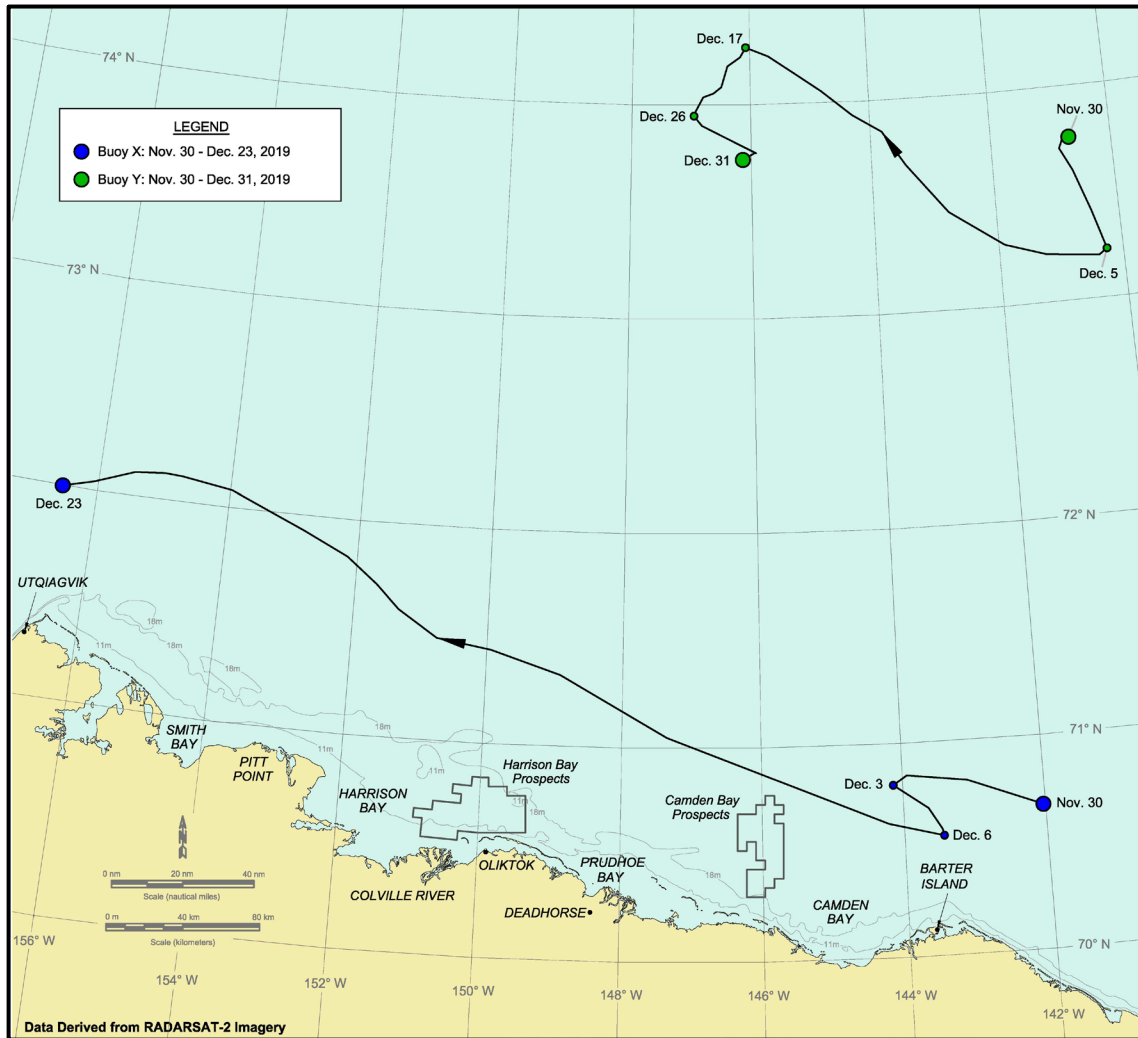 74° N
Dec. 17
Nov. 30
Dec. 26
Dec. 31
LEGEND
Buoy X: Nov. 30 - Dec. 23, 2019
Buoy Y: Nov. 30 - Dec. 31, 2019
73° N
Dec. 5
Dec. 23
72° N
UTQIAGVIK
18m
11m
18m
18m
SMITH
BAY
PITT
POINT
18m
11m
11m
11m
71° N
Harrison Bay
Prospects
HARRISON
BAY
Camden Bay
Prospects
Dec. 3
Nov. 30
Dec. 6
N
0 nm 20 nm 40 nm
Scale (nautical miles)
0 m 40 km 80 km
Scale (kilometers)
COLVILLE RIVER
OLIKTOK
PRUDHOE
BAY
DEADHORSE
18m
BARTER
ISLAND
CAMDEN
BAY
11m
70° N
156° W
154° W
152° W
150° W
148° W
146° W
144° W
142° W
Data Derived from RADARSAT-2 Imagery